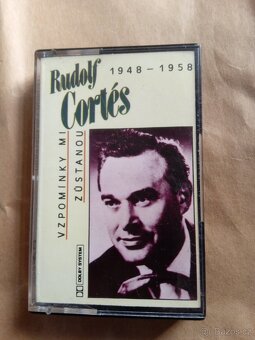 Rudolf
Cortés
1948 – 1958
VZPOMÍNKY MI
ZŮSTANOU
DOLBY SYSTEM